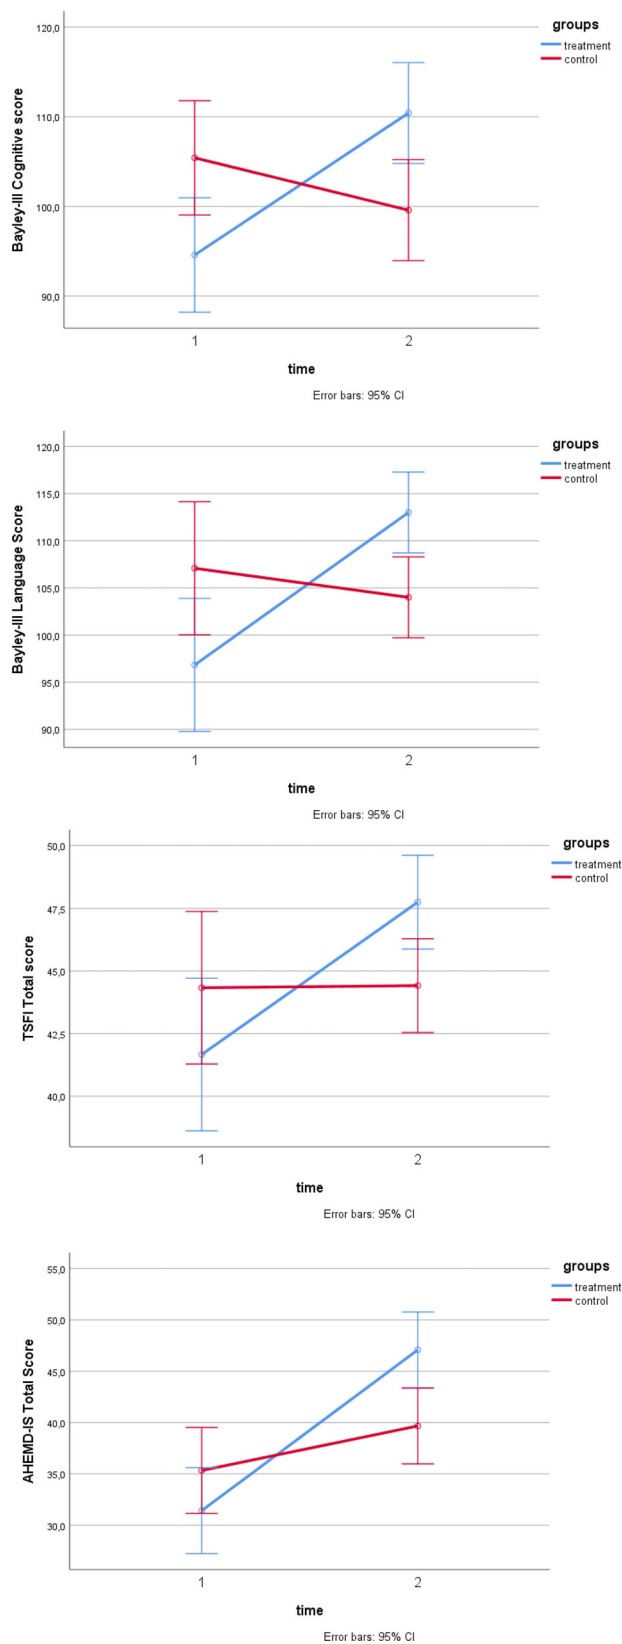 groups
treatment
control
Bayley-III Cognitive score
120,0
110,0
100,0
90,0
1 2
time
Error bars: 95% CI
groups
treatment
control
Bayley-III Language Score
120,0
115,0
110,0
105,0
100,0
95,0
90,0
1 2
time
Error bars: 95% CI
groups
treatment
control
TSFI Total score
50,0
47,5
45,0
42,5
40,0
1 2
time
Error bars: 95% CI
groups
treatment
control
AHEMD-IS Total Score
55,0
50,0
45,0
40,0
35,0
30,0
1 2
time
Error bars: 95% CI